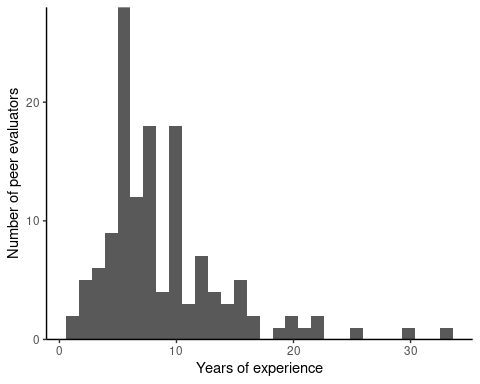 Number of peer evaluators
20
10
0
0 10 20 30
Years of experience